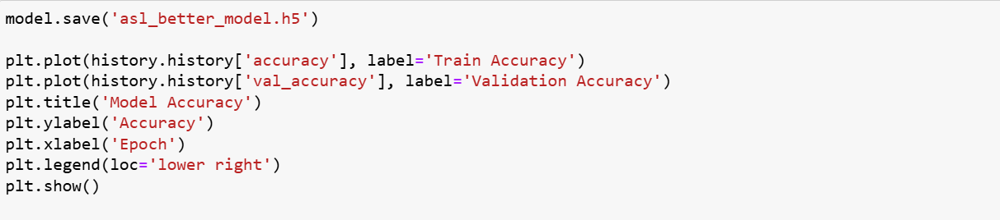 model.save('asl_better_model.h5')
plt.plot(history.history['accuracy'], label='Train Accuracy')
plt.plot(history.history['val_accuracy'], label='Validation Accuracy')
plt.title('Model Accuracy')
plt.ylabel('Accuracy')
plt.xlabel('Epoch')
plt.legend(loc='lower right')
plt.show()